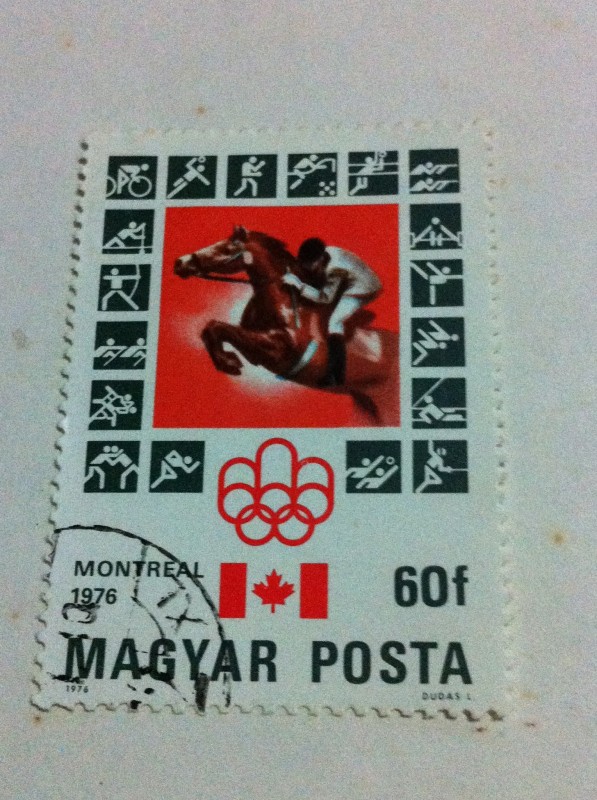 MONTREAL
1976
60f
MAGYAR POSTA
1976
DUDÁS L.